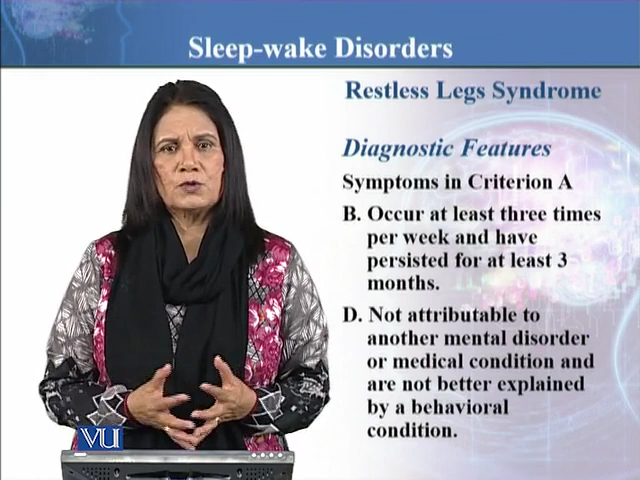 Sleep-wake Disorders
Restless Legs Syndrome
Diagnostic Features
Symptoms in Criterion A
B. Occur at least three times
per week and have
persisted for at least 3
months.
D. Not attributable to
another mental disorder
or medical condition and
are not better explained
by a behavioral
condition.
VU